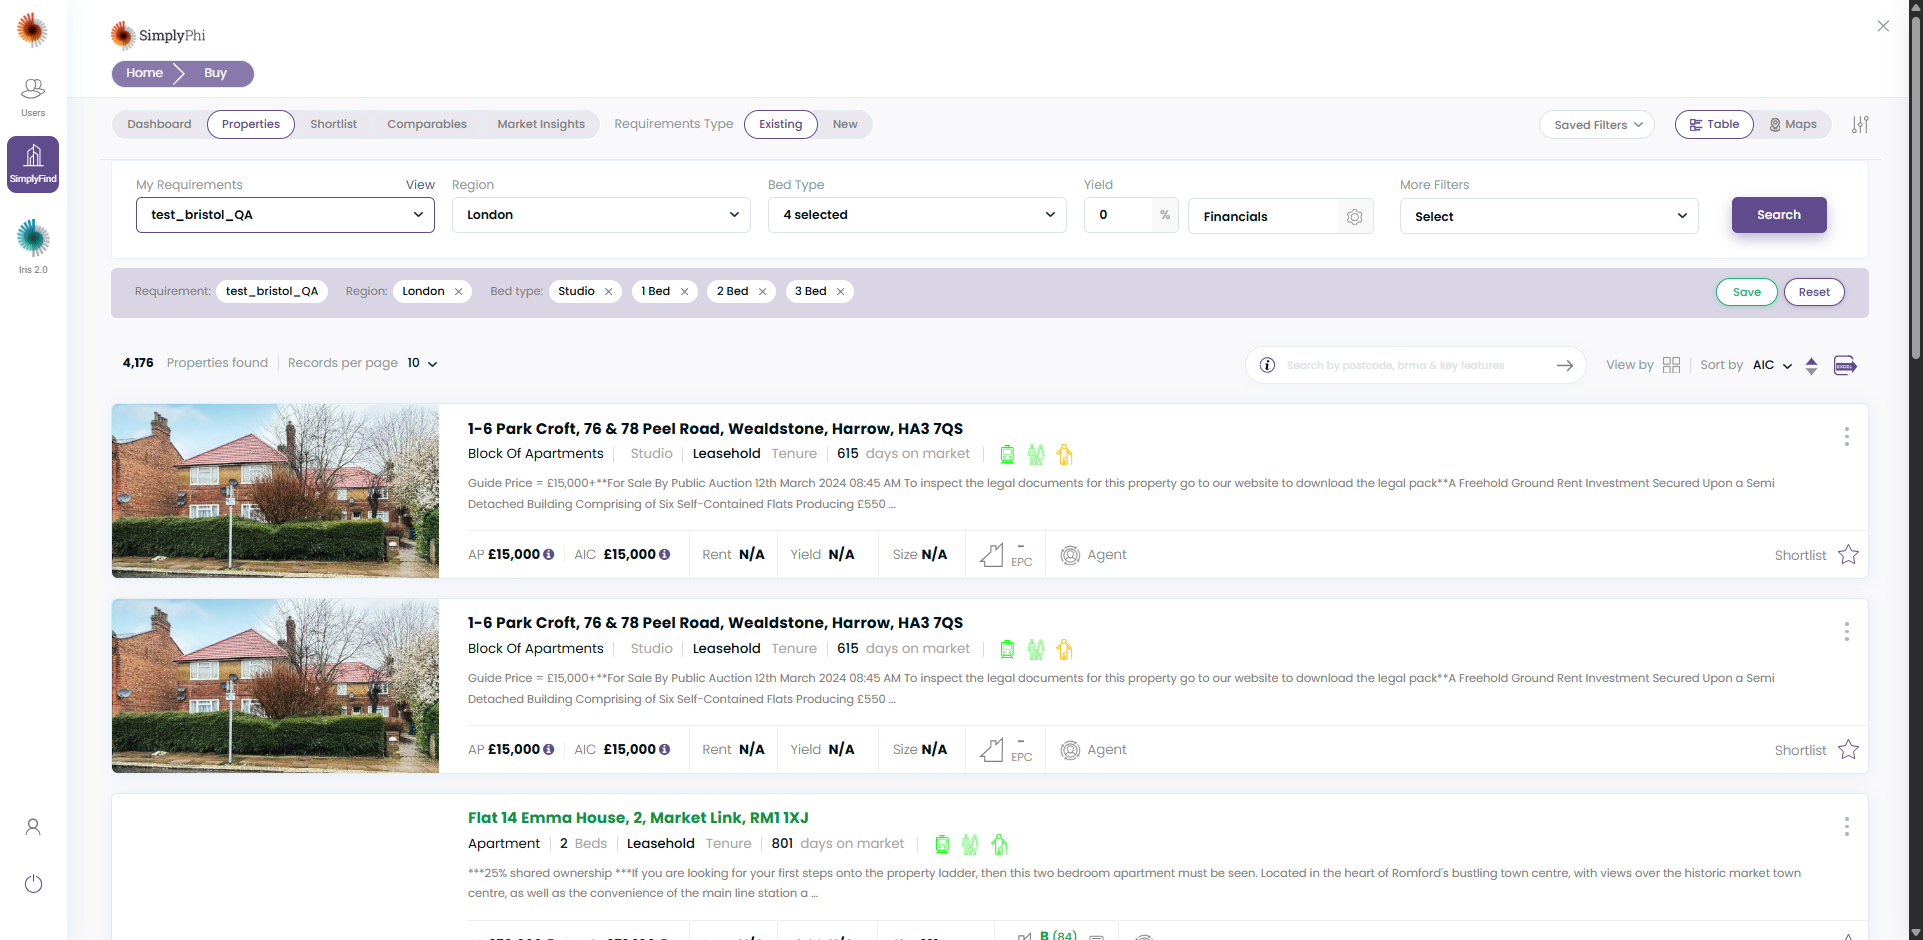 SimplyPhi
Home Buy
Users
SimplyFind
Iris 2.0
Dashboard Properties Shortlist Comparables Market Insights Requirements Type Existing New Saved Filters Table Maps
My Requirements View Region Bed Type Yield More Filters
test_bristol_QA London 4 selected 0 % Financials Select Search
Requirement: test_bristol_QA Region: London Bed type: Studio 1 Bed 2 Bed 3 Bed Save Reset
4,176 Properties found Records per page 10 Search by postcode, brma & key features View by Sort by AIC EXCEL
1-6 Park Croft, 76 & 78 Peel Road, Wealdstone, Harrow, HA3 7QS
Block Of Apartments Studio Leasehold Tenure 615 days on market
Guide Price = £15,000+**For Sale By Public Auction 12th March 2024 08:45 AM To inspect the legal documents for this property go to our website to download the legal pack**A Freehold Ground Rent Investment Secured Upon a Semi
Detached Building Comprising of Six Self-Contained Flats Producing £550 ...
AP £15,000 AIC £15,000 Rent N/A Yield N/A Size N/A - EPC Agent Shortlist
1-6 Park Croft, 76 & 78 Peel Road, Wealdstone, Harrow, HA3 7QS
Block Of Apartments Studio Leasehold Tenure 615 days on market
Guide Price = £15,000+**For Sale By Public Auction 12th March 2024 08:45 AM To inspect the legal documents for this property go to our website to download the legal pack**A Freehold Ground Rent Investment Secured Upon a Semi
Detached Building Comprising of Six Self-Contained Flats Producing £550 ...
AP £15,000 AIC £15,000 Rent N/A Yield N/A Size N/A - EPC Agent Shortlist
Flat 14 Emma House, 2, Market Link, RM1 1XJ
Apartment 2 Beds Leasehold Tenure 801 days on market
***25% shared ownership ***If you are looking for your first steps onto the property ladder, then this two bedroom apartment must be seen. Located in the heart of Romford's bustling town centre, with views over the historic market town
centre, as well as the convenience of the main line station a ...
B (84)